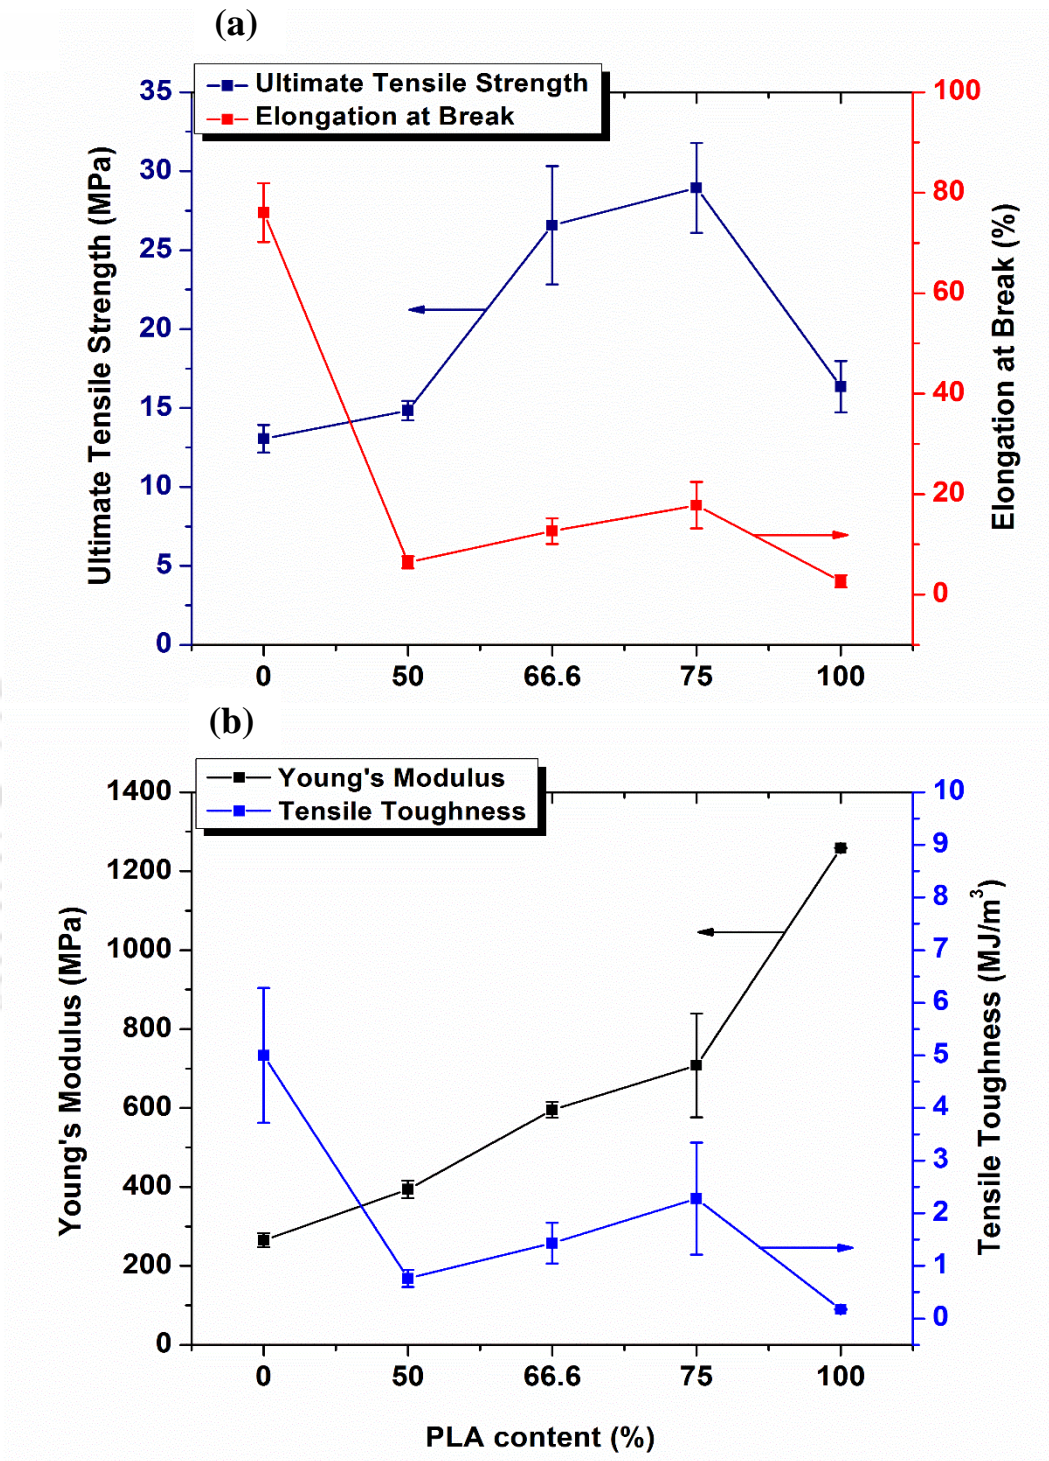 (a)
Ultimate Tensile Strength
Elongation at Break
35
30
25
20
15
10
5
0
Ultimate Tensile Strength (MPa)
100
80
60
40
20
0
Elongation at Break (%)
0 50 66.6 75 100
(b)
Young's Modulus
Tensile Toughness
1400
1200
1000
800
600
400
200
0
Young's Modulus (MPa)
10
9
8
7
6
5
4
3
2
1
0
Tensile Toughness (MJ/m³)
0 50 66.6 75 100
PLA content (%)